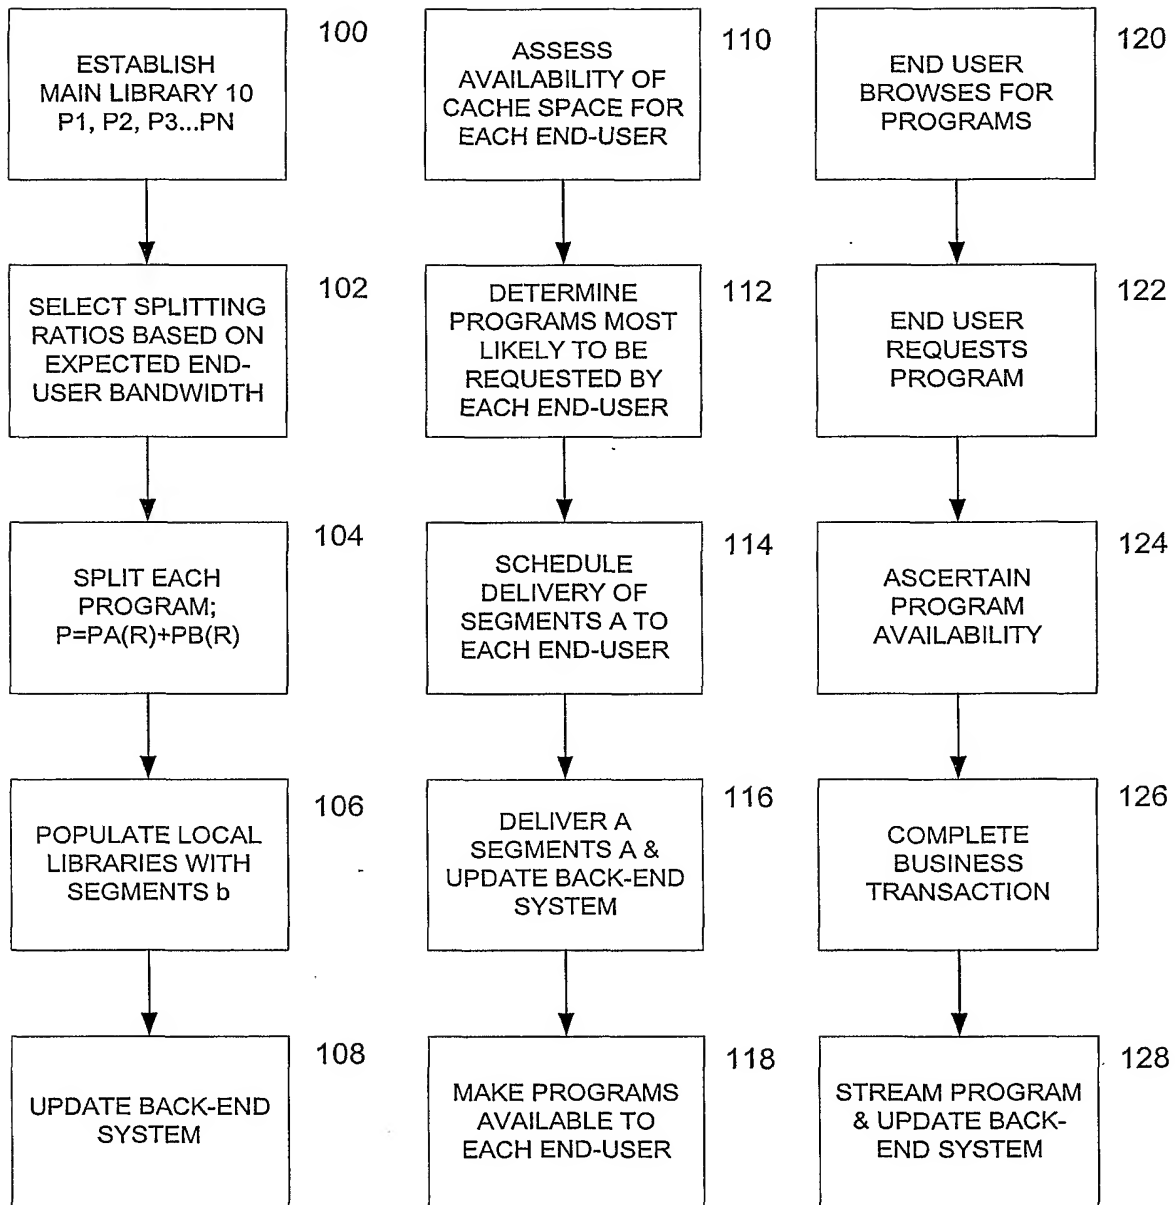 ESTABLISH
MAIN LIBRARY 10
P1, P2, P3...PN
100
SELECT SPLITTING
RATIOS BASED ON
EXPECTED END-
USER BANDWIDTH
102
SPLIT EACH
PROGRAM;
P=PA(R)+PB(R)
104
POPULATE LOCAL
LIBRARIES WITH
SEGMENTS b
106
UPDATE BACK-END
SYSTEM
108
ASSESS
AVAILABILITY OF
CACHE SPACE FOR
EACH END-USER
110
DETERMINE
PROGRAMS MOST
LIKELY TO BE
REQUESTED BY
EACH END-USER
112
SCHEDULE
DELIVERY OF
SEGMENTS A TO
EACH END-USER
114
DELIVER A
SEGMENTS A &
UPDATE BACK-END
SYSTEM
116
MAKE PROGRAMS
AVAILABLE TO
EACH END-USER
118
END USER
BROWSES FOR
PROGRAMS
120
END USER
REQUESTS
PROGRAM
122
ASCERTAIN
PROGRAM
AVAILABILITY
124
COMPLETE
BUSINESS
TRANSACTION
126
STREAM PROGRAM
& UPDATE BACK-
END SYSTEM
128